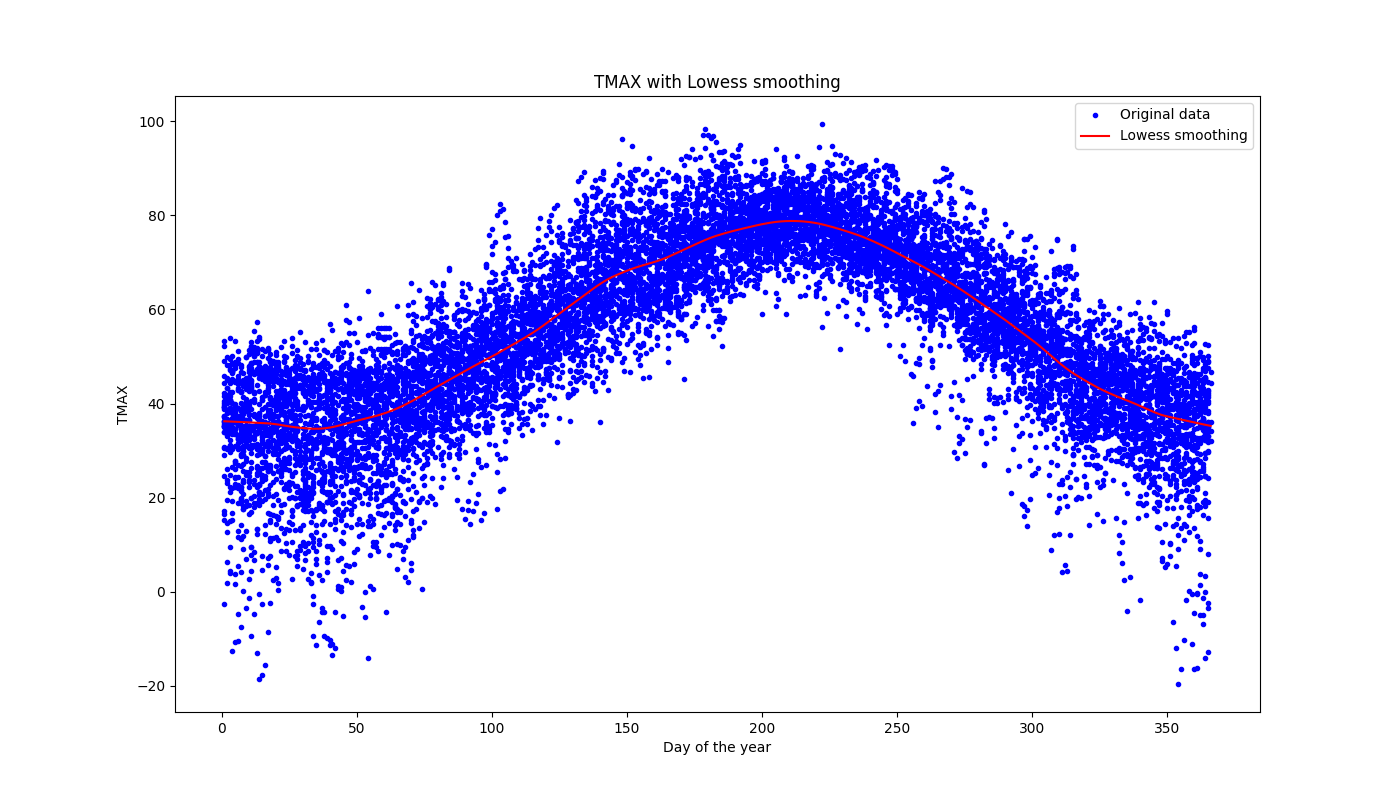 TMAX with Lowess smoothing
Original data
Lowess smoothing
100
80
60
40
20
0
−20
TMAX
0 50 100 150 200 250 300 350
Day of the year